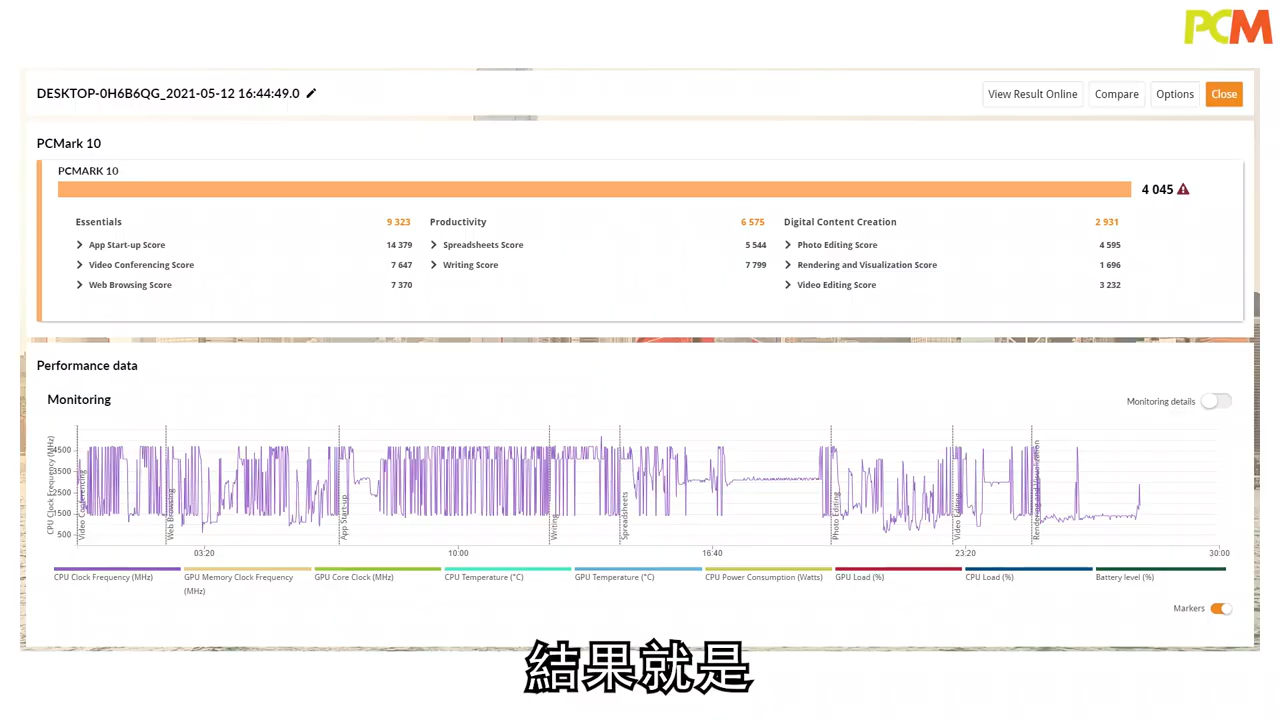 PCM
DESKTOP-0H6B6QG_2021-05-12 16:44:49.0
View Result Online
Compare
Options
Close
PCMark 10
PCMARK 10
4 045
Essentials 9 323
App Start-up Score 14 379
Video Conferencing Score 7 647
Web Browsing Score 7 370
Productivity 6 575
Spreadsheets Score 5 544
Writing Score 7 799
Digital Content Creation 2 931
Photo Editing Score 4 595
Rendering and Visualization Score 1 696
Video Editing Score 3 232
Performance data
Monitoring
Monitoring details
CPU Clock Frequency (MHz)
4500
3500
2500
1500
500
Video Conferencing
Web Browsing
App Start-up
Writing
Spreadsheets
Photo Editing
Video Editing
Rendering and Visualization
03:20
10:00
16:40
23:20
30:00
CPU Clock Frequency (MHz)
GPU Memory Clock Frequency
(MHz)
GPU Core Clock (MHz)
CPU Temperature (°C)
GPU Temperature (°C)
CPU Power Consumption (Watts)
GPU Load (%)
CPU Load (%)
Battery level (%)
Markers
結果就是